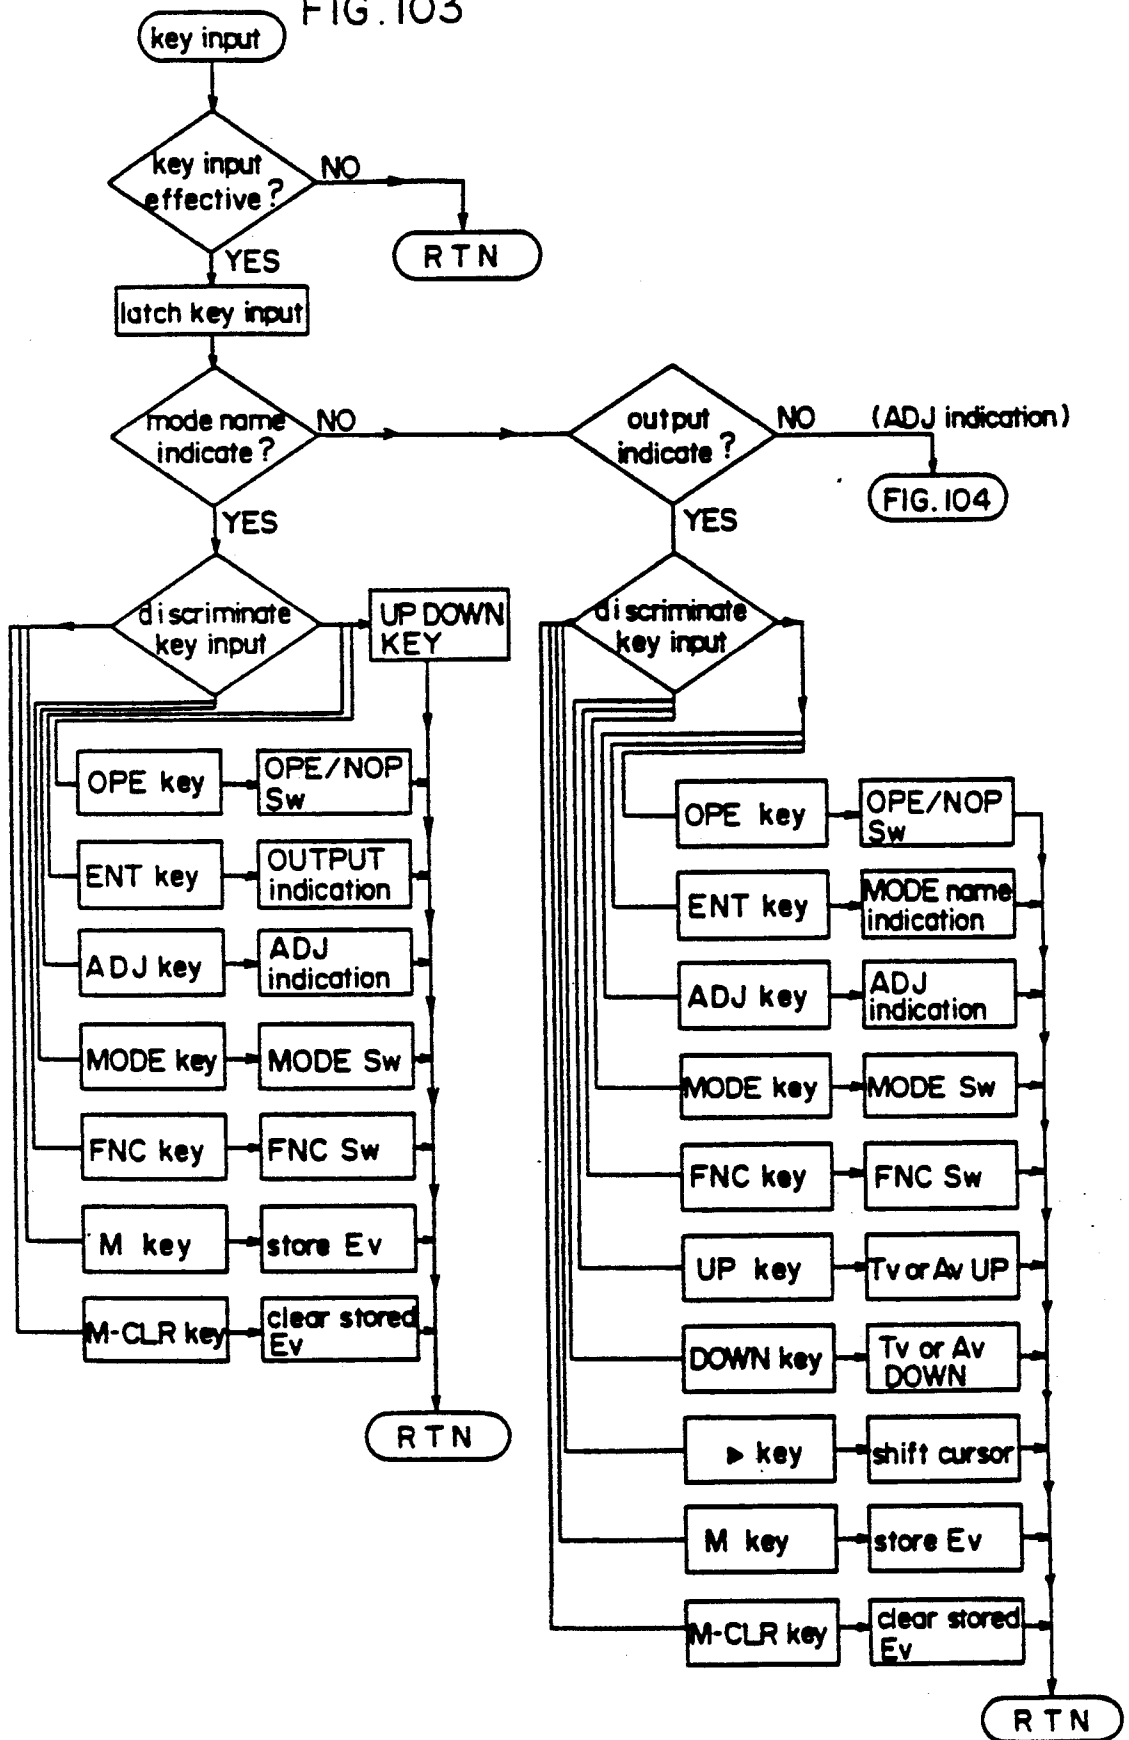 FIG. 103
key input
key input
effective?
NO
RTN
YES
latch key input
mode name
indicate?
NO
output
indicate?
NO
(ADJ indication)
FIG. 104
YES
YES
discriminate
key input
UP DOWN
KEY
OPE key
OPE/NOP
Sw
ENT key
OUTPUT
indication
ADJ key
ADJ
indication
MODE key
MODE Sw
FNC key
FNC Sw
M key
store Ev
M-CLR key
clear stored
Ev
RTN
discriminate
key input
OPE key
OPE/NOP
Sw
ENT key
MODE name
indication
ADJ key
ADJ
indication
MODE key
MODE Sw
FNC key
FNC Sw
UP key
Tv or Av UP
DOWN key
Tv or Av
DOWN
▶ key
shift cursor
M key
store Ev
M-CLR key
clear stored
Ev
RTN